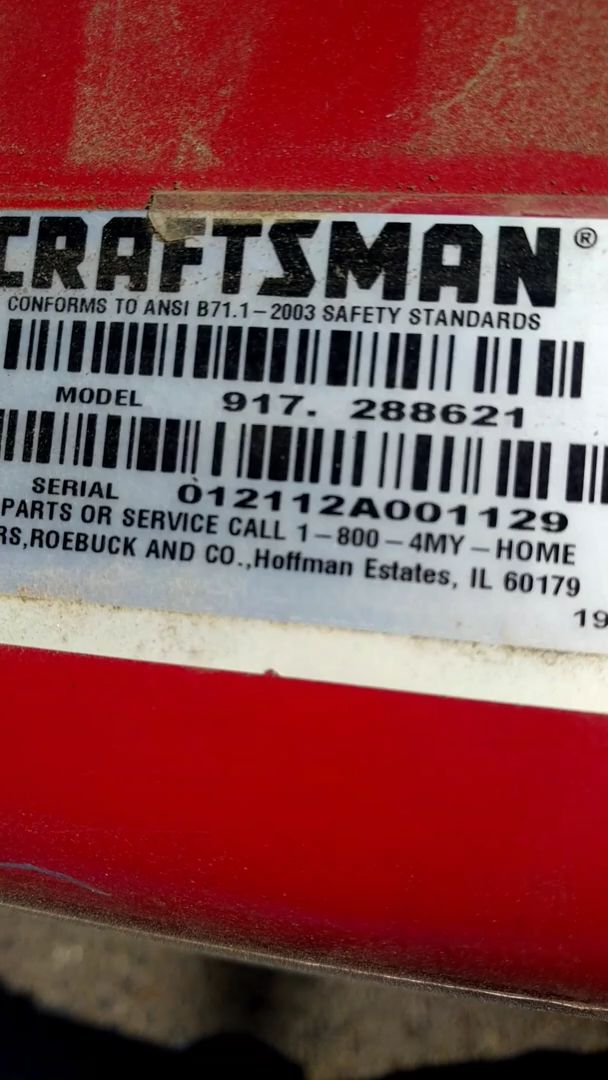 CRAFTSMAN®
CONFORMS TO ANSI B71.1-2003 SAFETY STANDARDS
MODEL 917. 288621
SERIAL 012112A001129
PARTS OR SERVICE CALL 1-800-4MY-HOME
RS,ROEBUCK AND CO.,Hoffman Estates, IL 60179
19